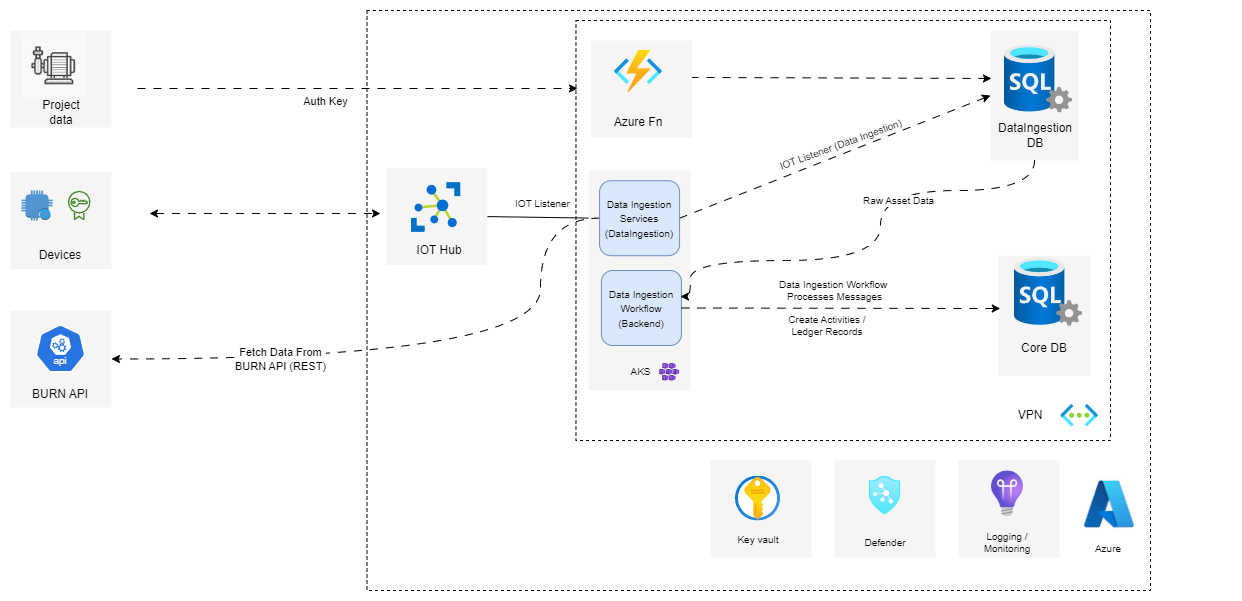 Project
data
Auth Key
Azure Fn
SQL
DataIngestion
DB
IOT Listener (Data Ingestion)
Devices
IOT Hub
IOT Listener
Data Ingestion
Services
(DataIngestion)
Raw Asset Data
Data Ingestion
Workflow
(Backend)
Data Ingestion Workflow
Processes Messages
Create Activities /
Ledger Records
SQL
Core DB
api
BURN API
Fetch Data From
BURN API (REST)
AKS
VPN
Key vault
Defender
Logging /
Monitoring
Azure